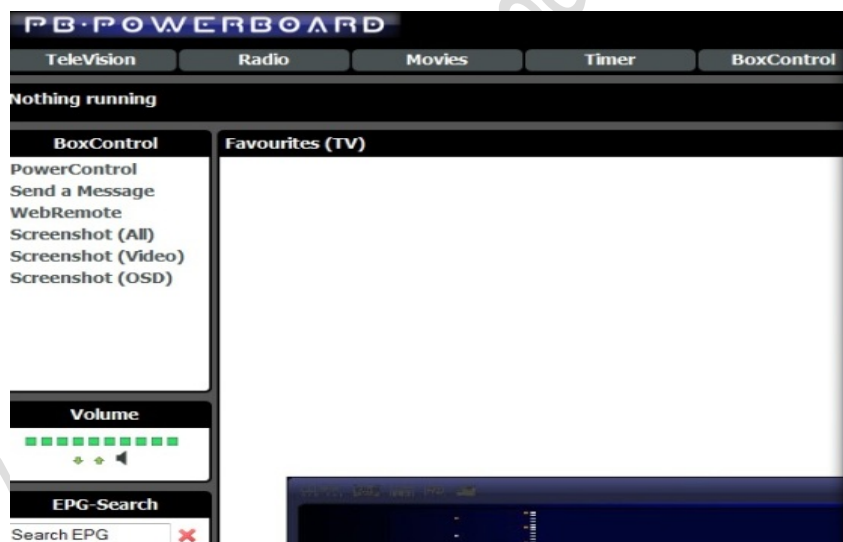 PB·POWERBOARD
TeleVision Radio Movies Timer BoxControl
Nothing running
BoxControl
PowerControl
Send a Message
WebRemote
Screenshot (All)
Screenshot (Video)
Screenshot (OSD)
Favourites (TV)
Volume
EPG-Search
Search EPG